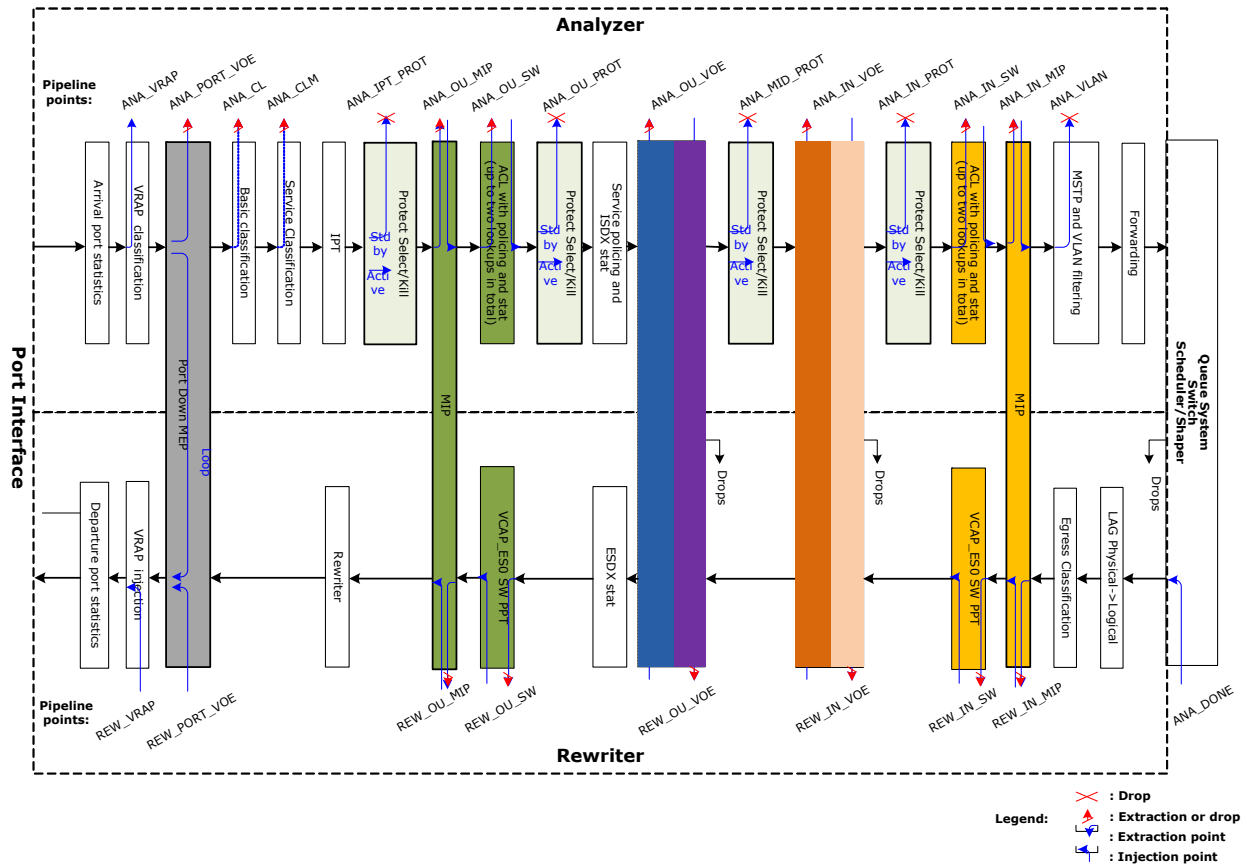 Analyzer
Pipeline
points:
ANA_VRAP
ANA_PORT_VOE
ANA_CL
ANA_CLM
ANA_IPT_PROT
ANA_OU_MIP
ANA_OU_SW
ANA_OU_PROT
ANA_OU_VOE
ANA_MID_PROT
ANA_IN_VOE
ANA_IN_PROT
ANA_IN_SW
ANA_IN_MIP
ANA_VLAN
Arrival port statistics
VRAP classification
Basic classification
Service Classification
IPT
Protect Select/Kill
Std
by
Acti
ve
ACL with policing and stat
(up to two lookups in total)
Protect Select/Kill
Std
by
Acti
ve
Service policing and
ISDX stat
Protect Select/Kill
Std
by
Acti
ve
Protect Select/Kill
Std
by
Acti
ve
ACL with policing and stat
(up to two lookups in total)
MSTP and VLAN filtering
Forwarding
Port Interface
Port Down MEP
Loop
MIP
MIP
Queue System
Switch
Scheduler/Shaper
Drops
Drops
Drops
Departure port statistics
VRAP injection
Rewriter
VCAP_ES0 SW PPT
ESDX stat
VCAP_ES0 SW PPT
Egress Classification
LAG Physical->Logical
Pipeline
points:
REW_VRAP
REW_PORT_VOE
REW_OU_MIP
REW_OU_SW
REW_OU_VOE
REW_IN_VOE
REW_IN_SW
REW_IN_MIP
ANA_DONE
Rewriter
Legend:
: Drop
: Extraction or drop
: Extraction point
: Injection point